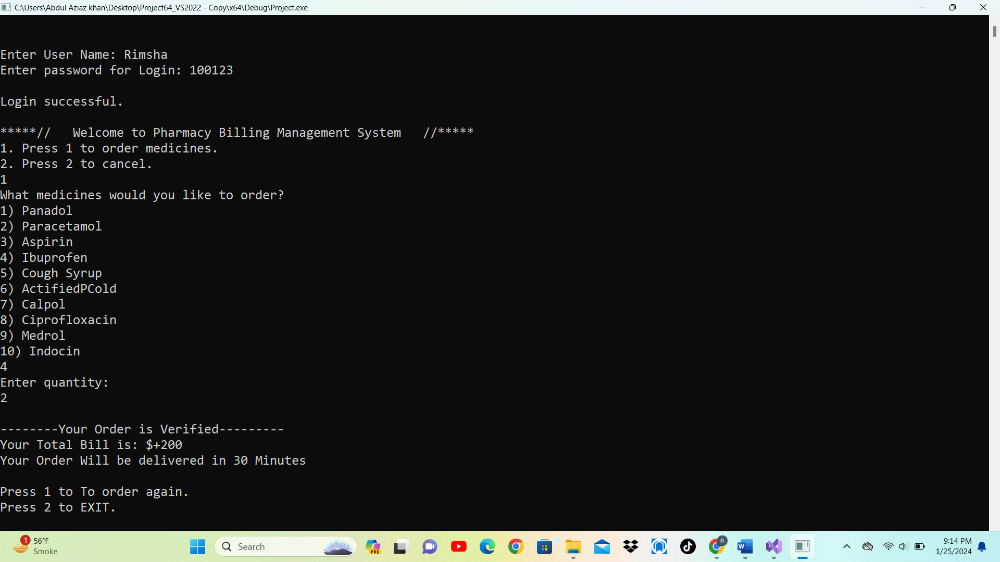 C:\Users\Abdul Aziaz khan\Desktop\Project64_VS2022 - Copy\x64\Debug\Project.exe
Enter User Name: Rimsha
Enter password for Login: 100123
Login successful.
*****//   Welcome to Pharmacy Billing Management System   //*****
1. Press 1 to order medicines.
2. Press 2 to cancel.
1
What medicines would you like to order?
1) Panadol
2) Paracetamol
3) Aspirin
4) Ibuprofen
5) Cough Syrup
6) ActifiedPCold
7) Calpol
8) Ciprofloxacin
9) Medrol
10) Indocin
4
Enter quantity:
2
--------Your Order is Verified---------
Your Total Bill is: $+200
Your Order Will be delivered in 30 Minutes
Press 1 to To order again.
Press 2 to EXIT.
1
56°F
Smoke
Search
PRE
R
W
9:14 PM
1/25/2024